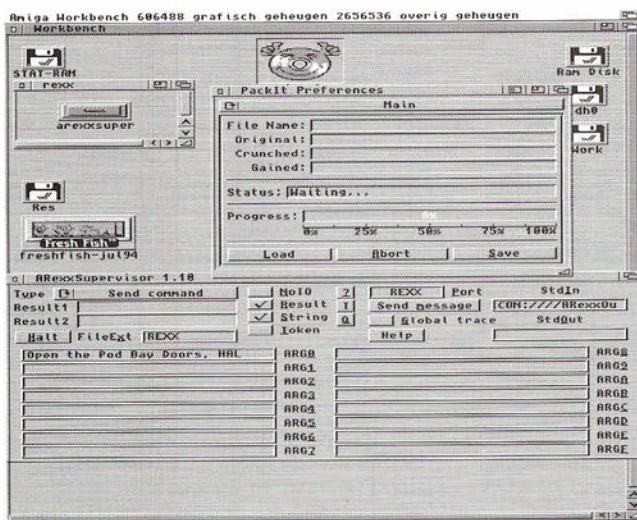 Amiga Workbench 606488 grafisch geheugen 2656536 overig geheugen
Workbench
STAT-RAM
rexx
arexxsuper
Ram Disk
dh0
Work
Res
Fresh Fish
freshfish-jul94
PackIt Preferences
Main
File Name:
Original:
Crunched:
Gained:
Status: Waiting...
Progress: 0%
0% 25% 50% 75% 100%
Load Abort Save
ARexxSupervisor 1.10
Type Send command NoIO ? REXX Port StdIn
Result1 Result I Send message CON:////ARexxOu
Result2 String Q Global trace StdOut
Halt FileExt REXX Token Help
Open the Pod Bay Doors, HAL ARG0 ARG8
ARG1 ARG9
ARG2 ARGA
ARG3 ARGB
ARG4 ARGC
ARG5 ARGD
ARG6 ARGE
ARG7 ARGF